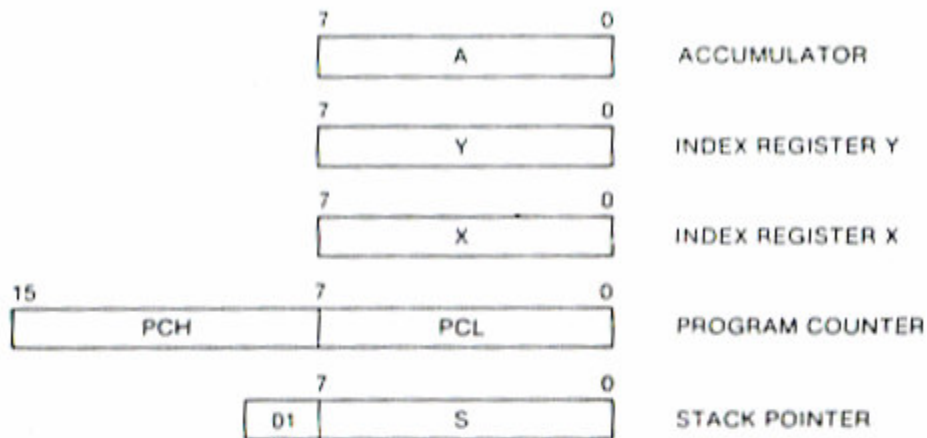 7 0
A ACCUMULATOR
7 0
Y INDEX REGISTER Y
7 0
X INDEX REGISTER X
15 7 0
PCH PCL PROGRAM COUNTER
7 0
01 S STACK POINTER